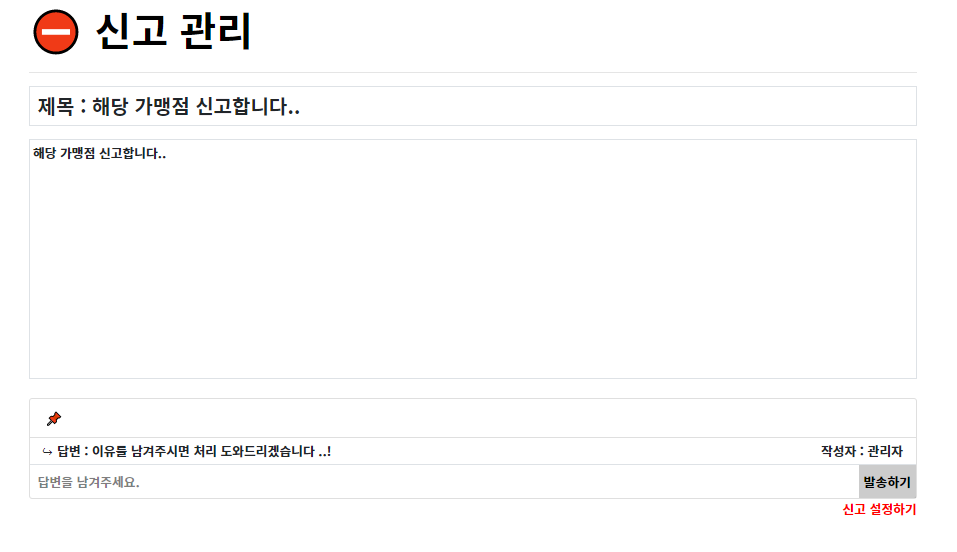 신고 관리
제목 : 해당 가맹점 신고합니다..
해당 가맹점 신고합니다..
↪ 답변 : 이유를 남겨주시면 처리 도와드리겠습니다 ..! 작성자 : 관리자
답변을 남겨주세요. 발송하기
신고 설정하기